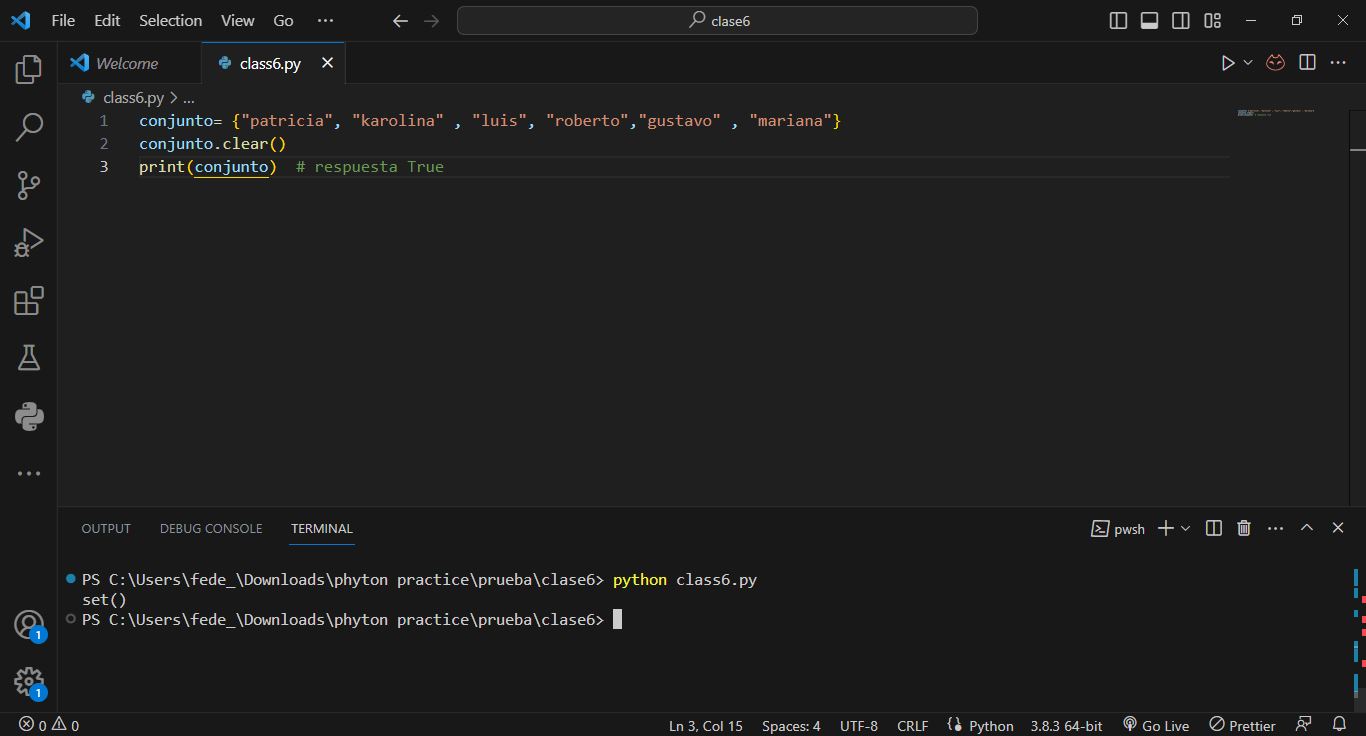 File Edit Selection View Go ...
clase6
Welcome
class6.py
class6.py > ...
1 conjunto= {"patricia", "karolina" , "luis", "roberto","gustavo" , "mariana"}
2 conjunto.clear()
3 print(conjunto)  # respuesta True
OUTPUT DEBUG CONSOLE TERMINAL
pwsh
PS C:\Users\fede_\Downloads\phyton practice\prueba\clase6> python class6.py
set()
PS C:\Users\fede_\Downloads\phyton practice\prueba\clase6>
1
1
0 0 Ln 3, Col 15 Spaces: 4 UTF-8 CRLF Python 3.8.3 64-bit Go Live Prettier